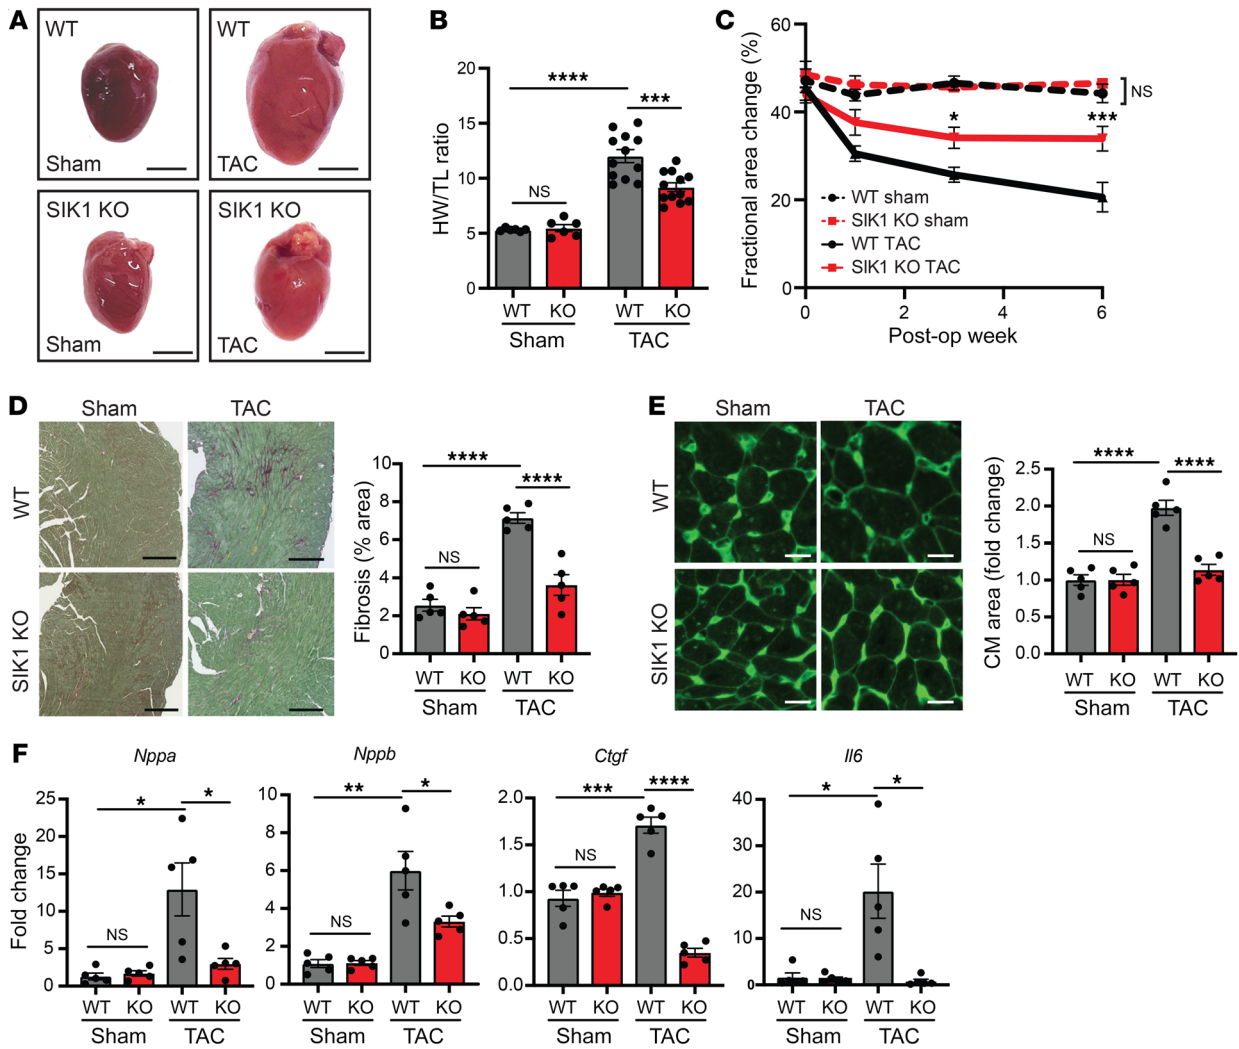 A
WT
Sham
WT
TAC
SIK1 KO
Sham
SIK1 KO
TAC
B
HW/TL ratio
20
15
10
5
0
****
***
NS
WT
KO
WT
KO
Sham
TAC
C
Fractional area change (%)
60
40
20
0
NS
*
***
WT sham
SIK1 KO sham
WT TAC
SIK1 KO TAC
0
2
4
6
Post-op week
D
Sham
TAC
WT
SIK1 KO
Fibrosis (% area)
10
8
6
4
2
0
****
****
NS
WT
KO
WT
KO
Sham
TAC
E
Sham
TAC
WT
SIK1 KO
CM area (fold change)
2.5
2.0
1.5
1.0
0.5
0.0
****
****
NS
WT
KO
WT
KO
Sham
TAC
F
Nppa
Fold change
25
20
15
10
5
0
*
*
NS
WT
KO
WT
KO
Sham
TAC
Nppb
10
8
6
4
2
0
**
*
NS
WT
KO
WT
KO
Sham
TAC
Ctgf
2.0
1.5
1.0
0.5
0.0
***
****
NS
WT
KO
WT
KO
Sham
TAC
Il6
40
30
20
10
0
*
*
NS
WT
KO
WT
KO
Sham
TAC